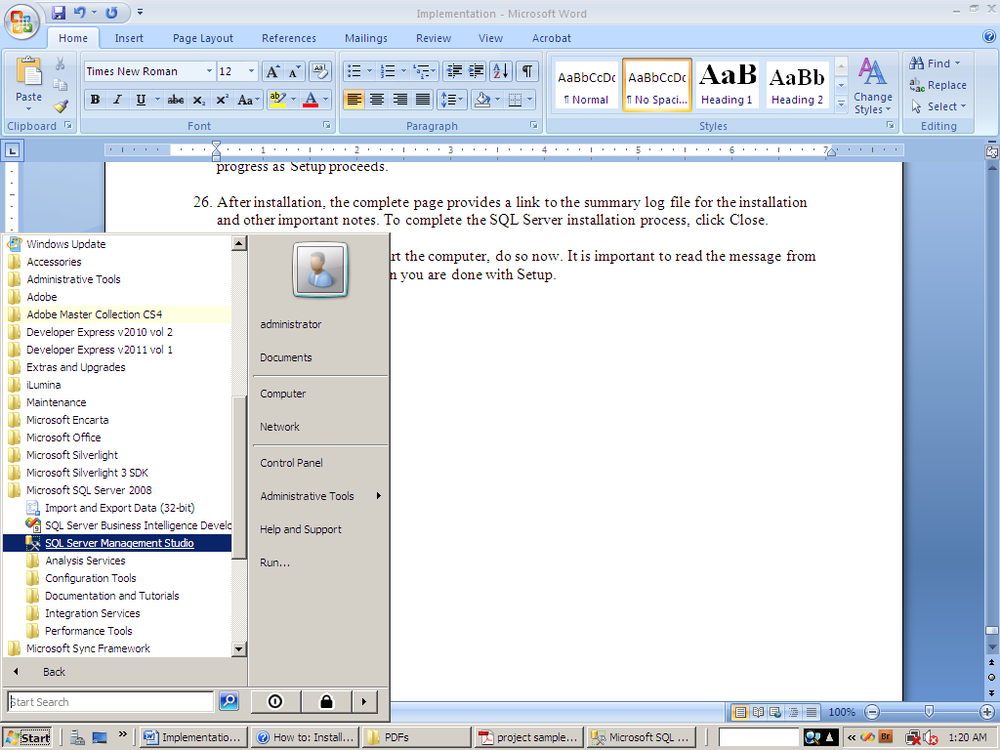 Implementation - Microsoft Word
Home Insert Page Layout References Mailings Review View Acrobat
Paste
Clipboard
Times New Roman 12
B I U abc x₂ x² Aa ab A
Font
Paragraph
AaBbCcDc AaBbCcDc AaB AaBb
¶ Normal ¶ No Spaci... Heading 1 Heading 2
Change
Styles
Styles
Find
Replace
Select
Editing
1 2 3 4 5 6 7
progress as Setup proceeds.
26. After installation, the complete page provides a link to the summary log file for the installation
and other important notes. To complete the SQL Server installation process, click Close.
rt the computer, do so now. It is important to read the message from
n you are done with Setup.
Windows Update
Accessories
Administrative Tools
Adobe
Adobe Master Collection CS4
Developer Express v2010 vol 2
Developer Express v2011 vol 1
Extras and Upgrades
iLumina
Maintenance
Microsoft Encarta
Microsoft Office
Microsoft Silverlight
Microsoft Silverlight 3 SDK
Microsoft SQL Server 2008
Import and Export Data (32-bit)
SQL Server Business Intelligence Develo
SQL Server Management Studio
Analysis Services
Configuration Tools
Documentation and Tutorials
Integration Services
Performance Tools
Microsoft Sync Framework
Back
Start Search
administrator
Documents
Computer
Network
Control Panel
Administrative Tools
Help and Support
Run...
100%
Start
Implementatio...
How to: Install...
PDFs
project sample...
Microsoft SQL ...
Br
1:20 AM